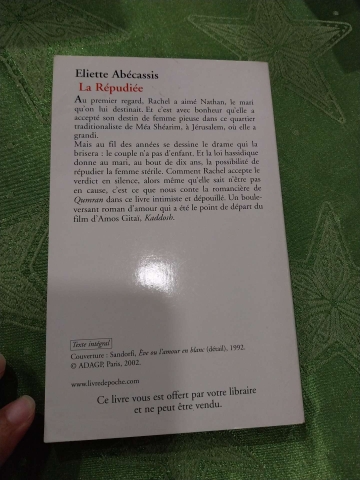 Eliette Abécassis
La Répudiée
Au premier regard, Rachel a aimé Nathan, le mari
qu'on lui destinait. Et c'est avec bonheur qu'elle a
accepté son destin de femme pieuse dans ce quartier
traditionaliste de Méa Shéarim, à Jérusalem, où elle a
grandi.
Mais au fil des années se dessine le drame qui la
brisera : le couple n'a pas d'enfant. Et la loi hassidique
donne au mari, au bout de dix ans, la possibilité de
répudier la femme stérile. Comment Rachel accepte le
verdict en silence, alors même qu'elle sait n'être pas
en cause, c'est ce que nous conte la romancière de
Qumran dans ce livre intimiste et dépouillé. Un boule-
versant roman d'amour qui a été le point de départ du
film d'Amos Gitaï, Kaddosh.
Texte intégral
Couverture : Sandorfi, Eve ou l'amour en blanc (détail), 1992.
© ADAGP, Paris, 2002.
www.livredepoche.com
Ce livre vous est offert par votre libraire
et ne peut être vendu.